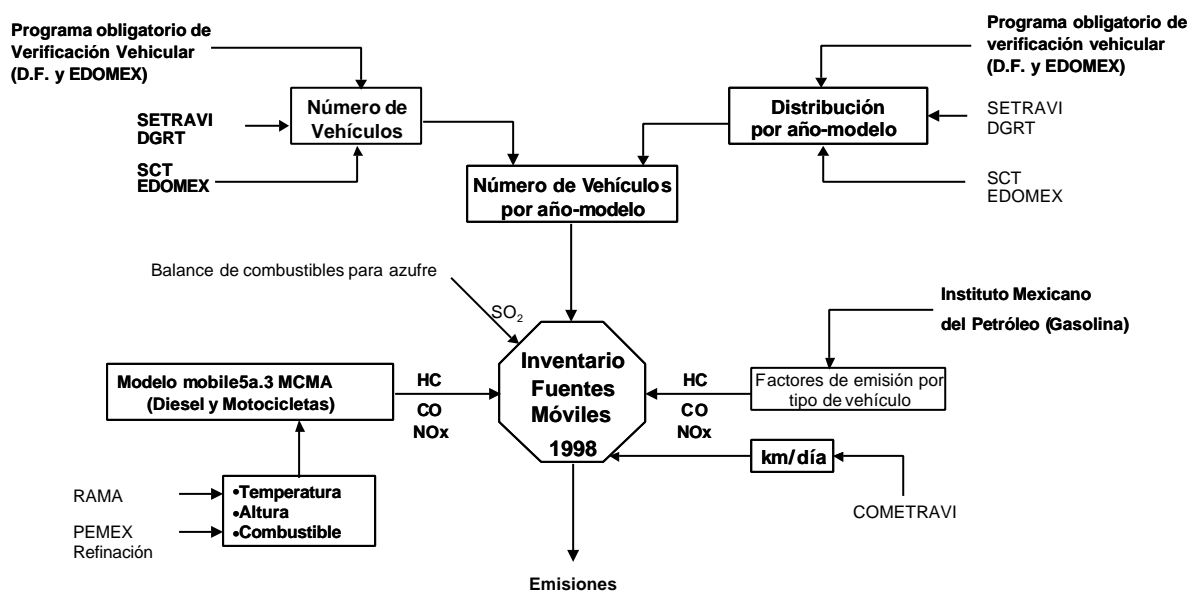 Programa obligatorio de
Verificación Vehicular
(D.F. y EDOMEX)
Programa obligatorio de
verificación vehicular
(D.F. y EDOMEX)
SETRAVI
DGRT
SCT
EDOMEX
Número de
Vehículos
Distribución
por año-modelo
SETRAVI
DGRT
SCT
EDOMEX
Número de Vehículos
por año-modelo
Balance de combustibles para azufre
SO₂
Instituto Mexicano
del Petróleo (Gasolina)
Modelo mobile5a.3 MCMA
(Diesel y Motocicletas)
HC
CO
NOx
Inventario
Fuentes
Móviles
1998
HC
CO
NOx
Factores de emisión por
tipo de vehículo
km/día
COMETRAVI
RAMA
PEMEX
Refinación
•Temperatura
•Altura
•Combustible
Emisiones